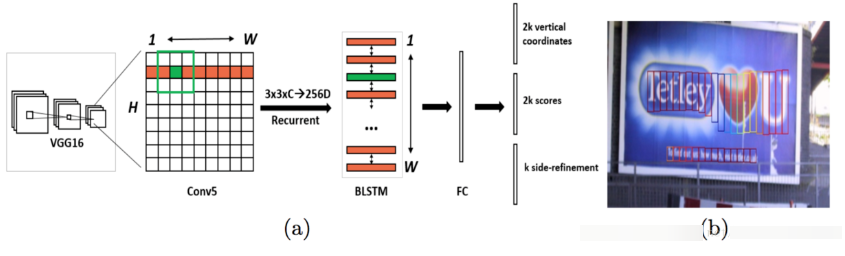 1
W
H
VGG16
Conv5
3x3xC→256D
Recurrent
1
...
W
BLSTM
FC
2k vertical
coordinates
2k scores
k side-refinement
(a)
Tetley
U
(b)